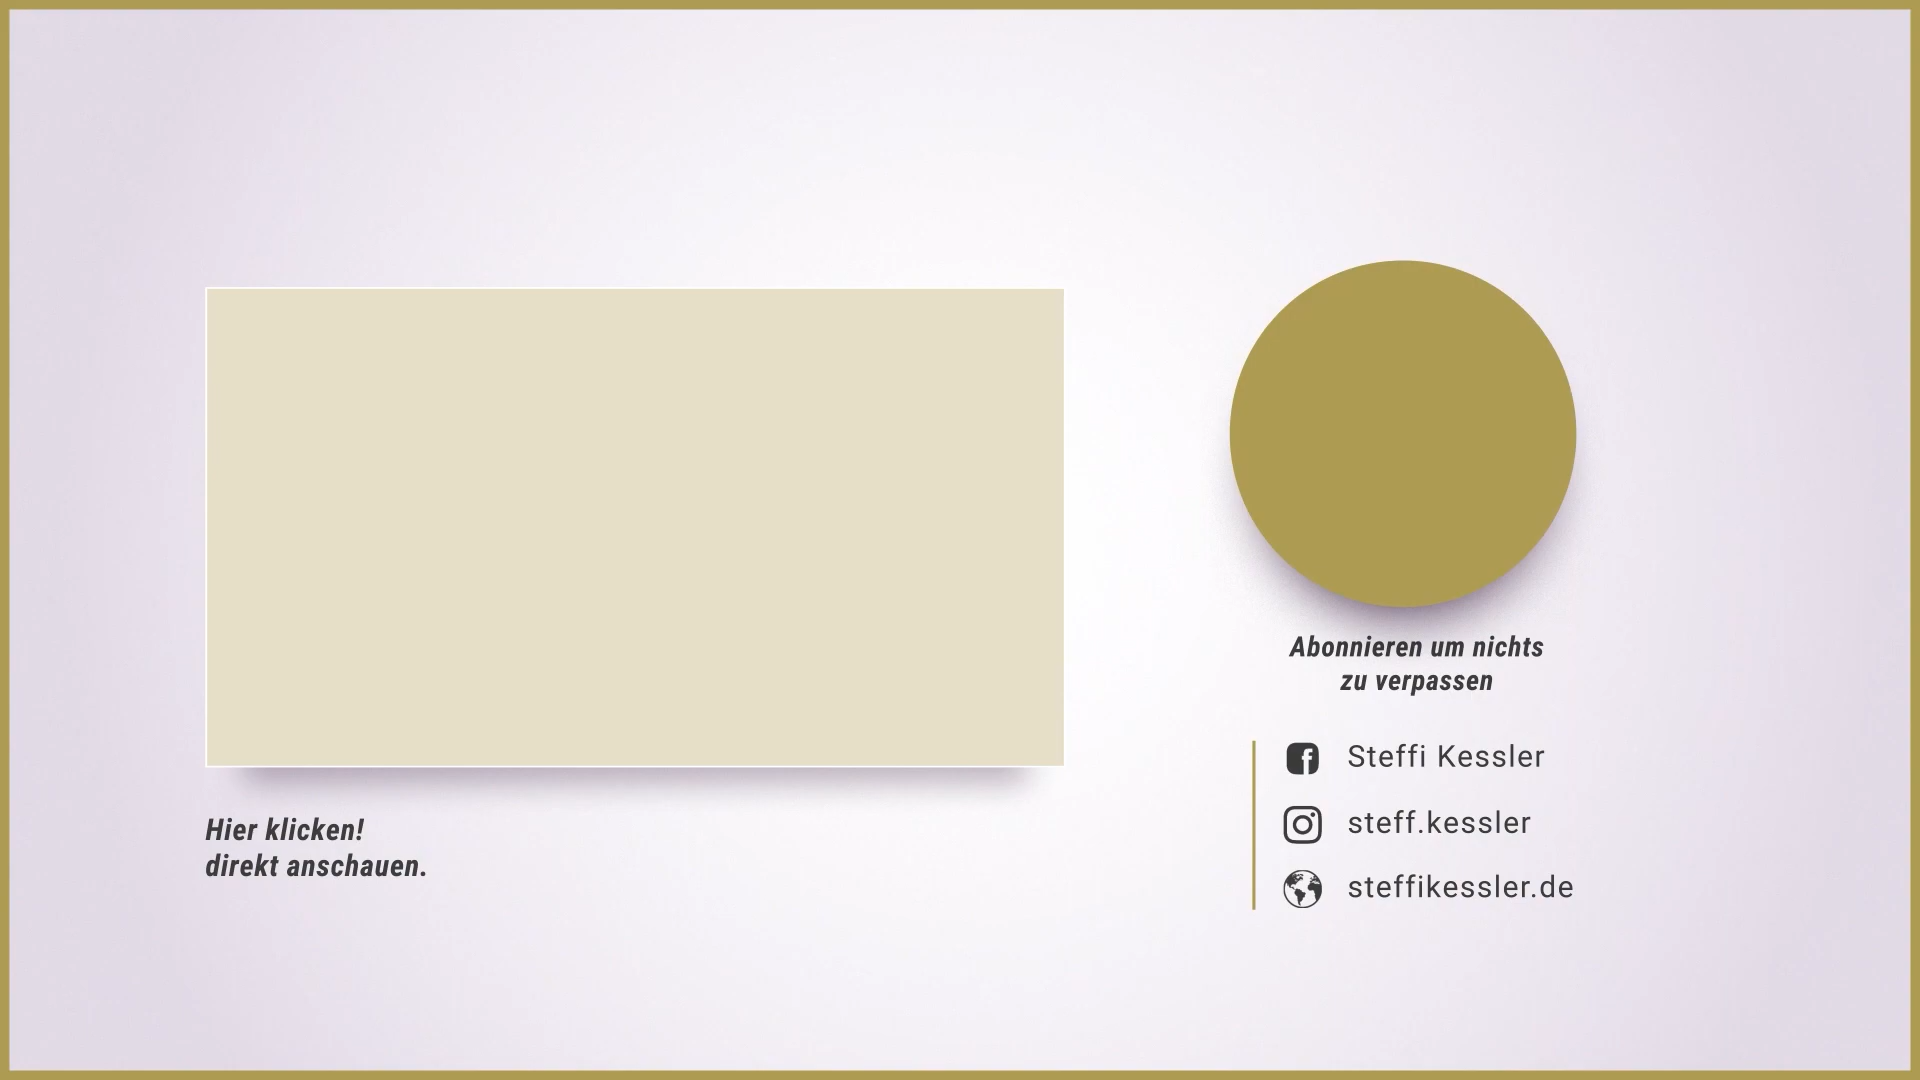 Hier klicken!
direkt anschauen.
Abonnieren um nichts
zu verpassen
Steffi Kessler
steff.kessler
steffikessler.de